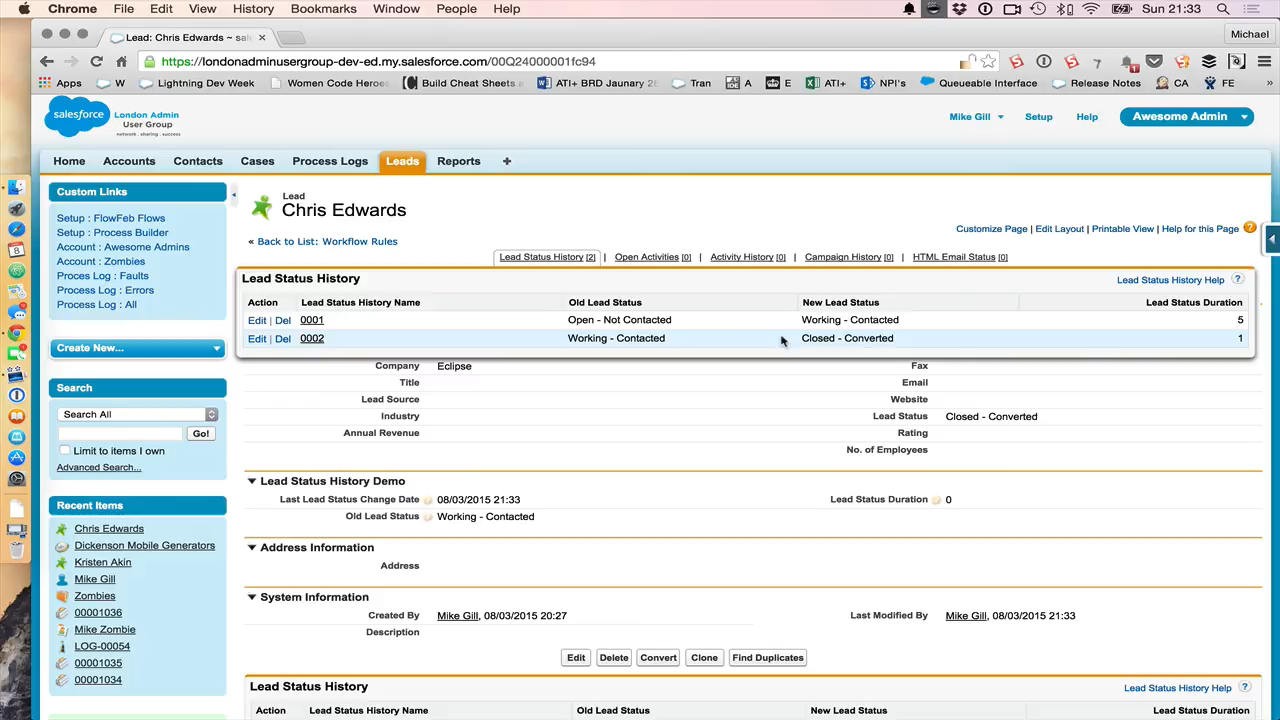 Chrome File Edit View History Bookmarks Window People Help Sun 21:33
Lead: Chris Edwards ~ sale Michael
https://londonadminusergroup-dev-ed.my.salesforce.com/00Q24000001fc94
Apps Lightning Dev Week Women Code Heroes Build Cheat Sheets ATI+ BRD Jaunary 26 Tran A E ATI+ NPI's Queueable Interface Release Notes CA FE
salesforce London Admin User Group network . sharing . success
Mike Gill Setup Help Awesome Admin
Home Accounts Contacts Cases Process Logs Leads Reports +
Custom Links
Setup : FlowFeb Flows
Setup : Process Builder
Account : Awesome Admins
Account : Zombies
Proces Log : Faults
Process Log : Errors
Process Log : All
Create New...
Search
Search All
Go!
Limit to items I own
Advanced Search...
Recent Items
Chris Edwards
Dickenson Mobile Generators
Kristen Akin
Mike Gill
Zombies
00001036
Mike Zombie
LOG-00054
00001035
00001034
Lead
Chris Edwards
« Back to List: Workflow Rules
Customize Page | Edit Layout | Printable View | Help for this Page ?
Lead Status History [2] | Open Activities [0] | Activity History [0] | Campaign History [0] | HTML Email Status [0]
Lead Status History Lead Status History Help ?
Action Lead Status History Name Old Lead Status New Lead Status Lead Status Duration
Edit | Del 0001 Open - Not Contacted Working - Contacted 5
Edit | Del 0002 Working - Contacted Closed - Converted 1
Company Eclipse Fax
Title Email
Lead Source Website
Industry Lead Status Closed - Converted
Annual Revenue Rating
No. of Employees
Lead Status History Demo
Last Lead Status Change Date 08/03/2015 21:33 Lead Status Duration 0
Old Lead Status Working - Contacted
Address Information
Address
System Information
Created By Mike Gill, 08/03/2015 20:27 Last Modified By Mike Gill, 08/03/2015 21:33
Description
Edit Delete Convert Clone Find Duplicates
Lead Status History Lead Status History Help ?
Action Lead Status History Name Old Lead Status New Lead Status Lead Status Duration